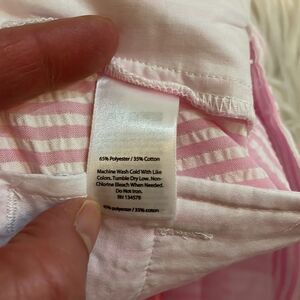 65% Polyester / 35% Cotton
Machine Wash Cold With Like
Colors. Tumble Dry Low. Non-
Chlorine Bleach When Needed.
Do Not Iron.
RN 134578
65% polyester / 35% cotton